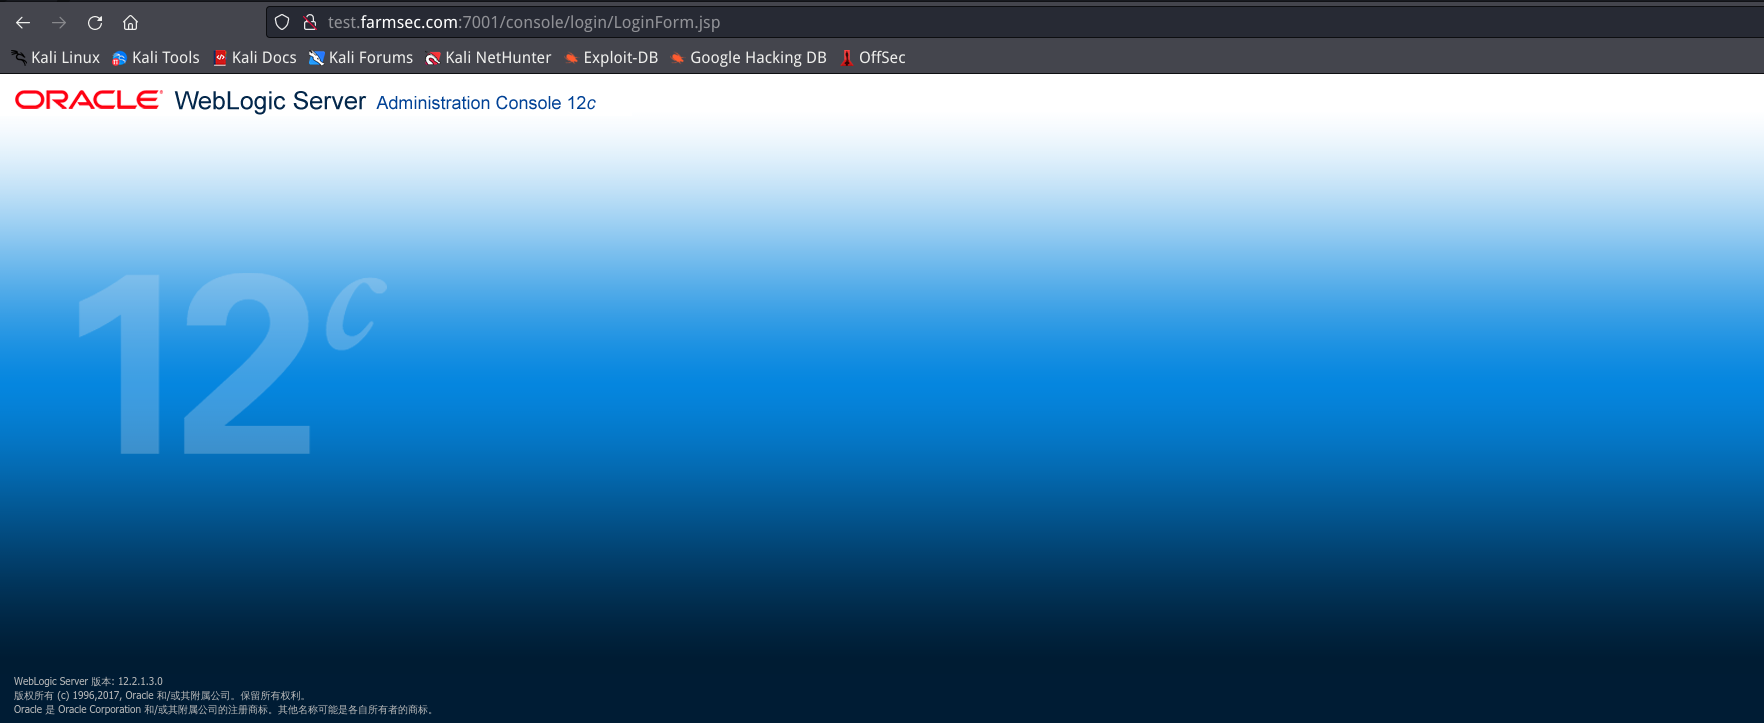 test.farmsec.com:7001/console/login/LoginForm.jsp
Kali Linux Kali Tools Kali Docs Kali Forums Kali NetHunter Exploit-DB Google Hacking DB OffSec
ORACLE WebLogic Server Administration Console 12c
12c
WebLogic Server 版本: 12.2.1.3.0
版权所有 (c) 1996,2017, Oracle 和/或其附属公司。保留所有权利。
Oracle 是 Oracle Corporation 和/或其附属公司的注册商标。其他名称可能是各自所有者的商标。